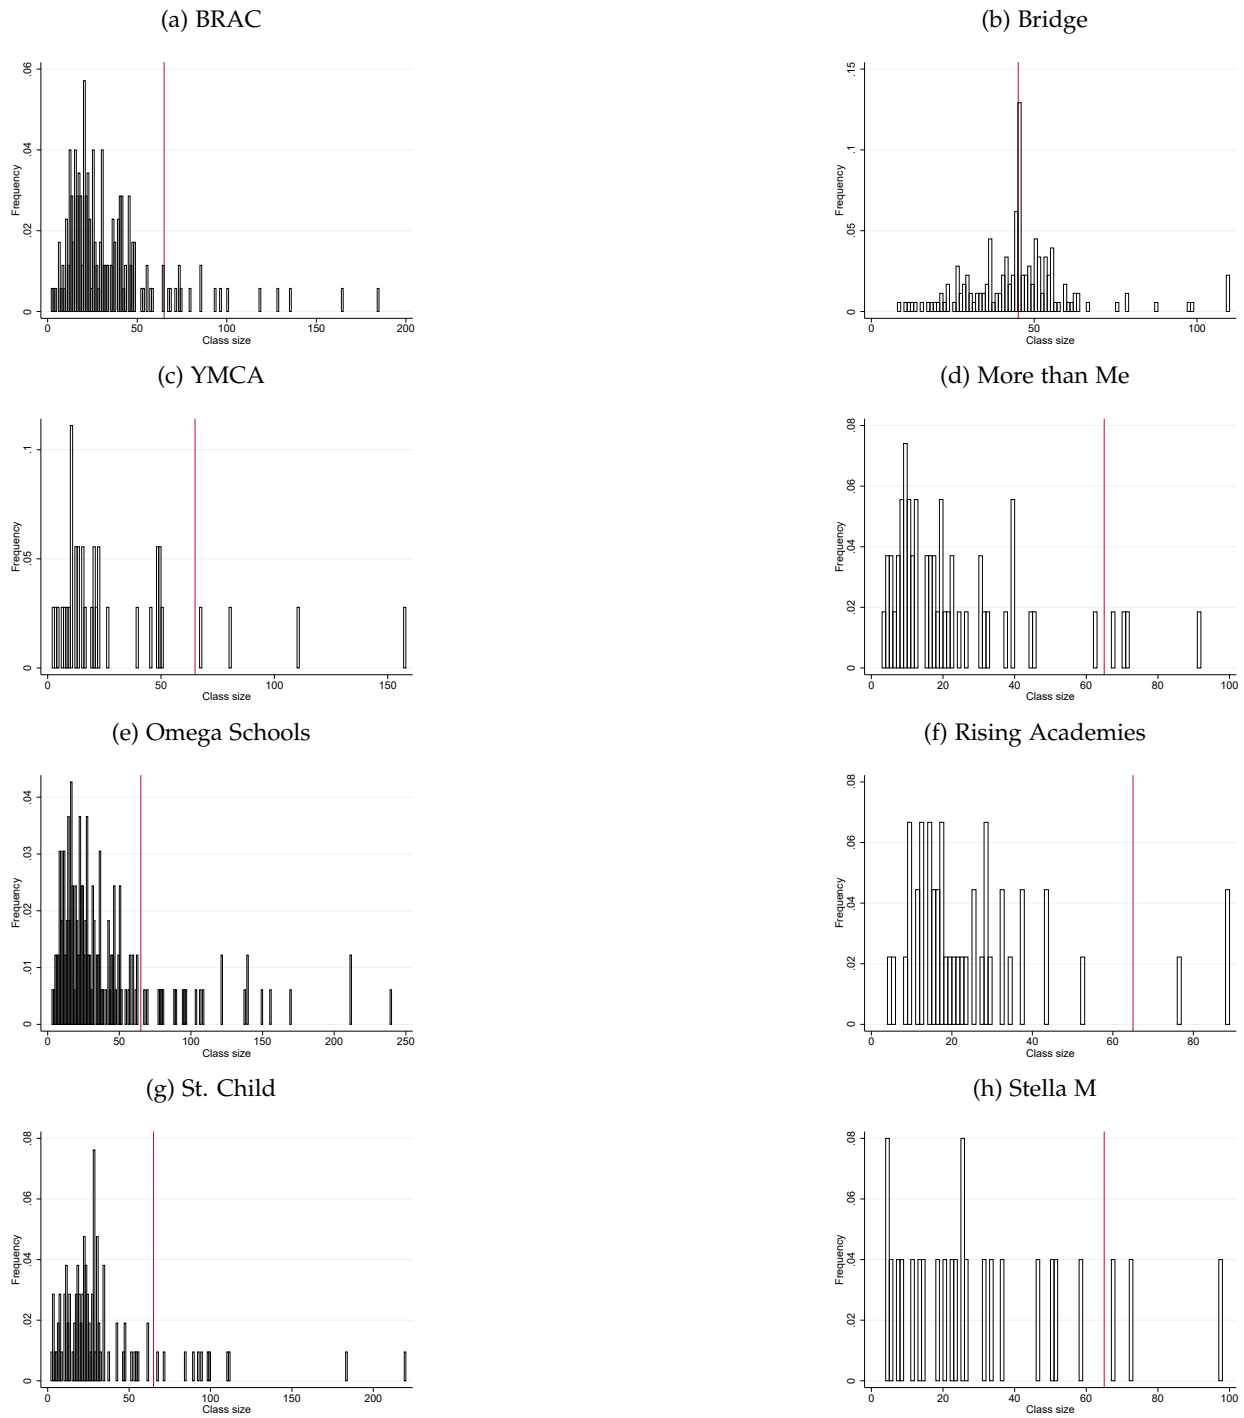 (a) BRAC
(b) Bridge
Frequency
0 .02 .04 .06
0 50 100 150 200
Class size
Frequency
0 .05 .1 .15
0 50 100
Class size
(c) YMCA
(d) More than Me
Frequency
0 .05 .1
0 50 100 150
Class size
Frequency
0 .02 .04 .06 .08
0 20 40 60 80 100
Class size
(e) Omega Schools
(f) Rising Academies
Frequency
0 .01 .02 .03 .04
0 50 100 150 200 250
Class size
Frequency
0 .02 .04 .06 .08
0 20 40 60 80
Class size
(g) St. Child
(h) Stella M
Frequency
0 .02 .04 .06 .08
0 50 100 150 200
Class size
Frequency
0 .02 .04 .06 .08
0 20 40 60 80 100
Class size